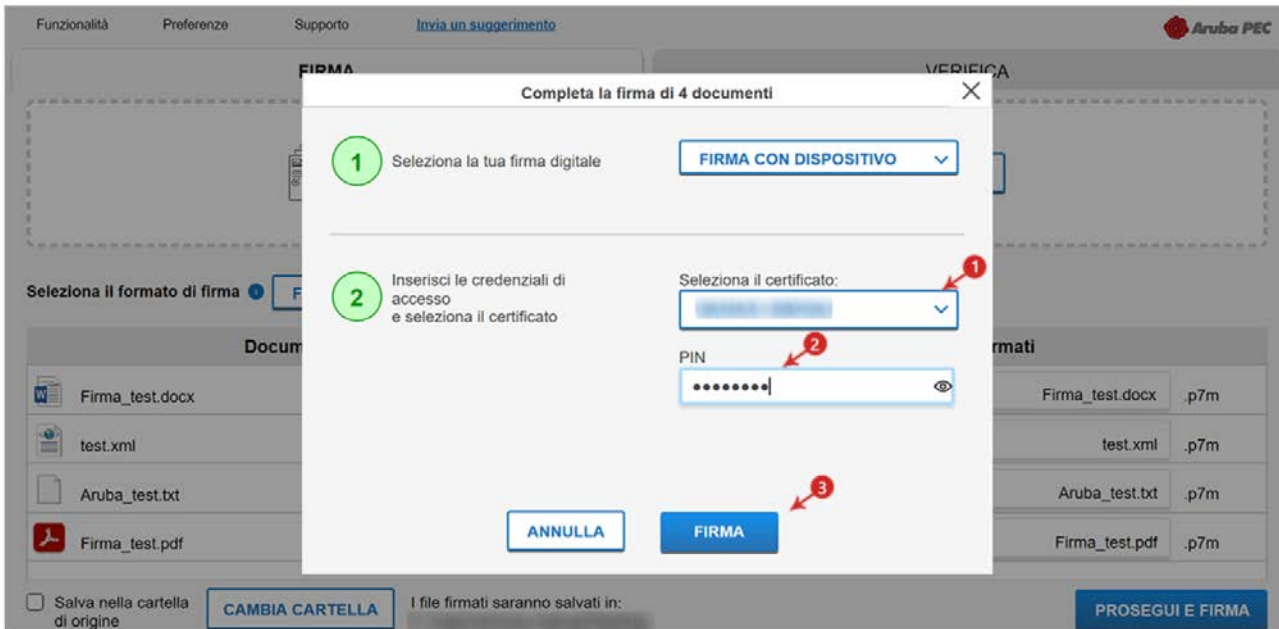 Funzionalità Preferenze Supporto Invia un suggerimento Aruba PEC
FIRMA VERIFICA
Completa la firma di 4 documenti
1 Seleziona la tua firma digitale FIRMA CON DISPOSITIVO
2 Inserisci le credenziali di
accesso
e seleziona il certificato
Seleziona il certificato:
1
PIN
2
••••••••
3
ANNULLA FIRMA
Seleziona il formato di firma i F
Docum rmati
Firma_test.docx Firma_test.docx .p7m
test.xml test.xml .p7m
Aruba_test.txt Aruba_test.txt .p7m
Firma_test.pdf Firma_test.pdf .p7m
Salva nella cartella
di origine
CAMBIA CARTELLA
I file firmati saranno salvati in:
PROSEGUI E FIRMA